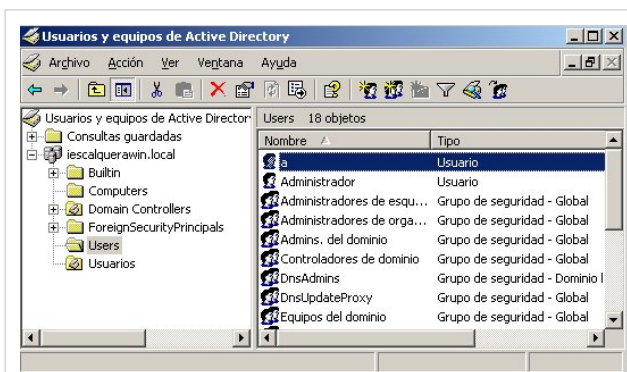 Usuarios y equipos de Active Directory
Archivo Acción Ver Ventana Ayuda
Usuarios y equipos de Active Director
Consultas guardadas
iescalquerawin.local
Builtin
Computers
Domain Controllers
ForeignSecurityPrincipals
Users
Usuarios
Users 18 objetos
Nombre Tipo
a Usuario
Administrador Usuario
Administradores de esqu... Grupo de seguridad - Global
Administradores de orga... Grupo de seguridad - Global
Admins. del dominio Grupo de seguridad - Global
Controladores de dominio Grupo de seguridad - Global
DnsAdmins Grupo de seguridad - Dominio l
DnsUpdateProxy Grupo de seguridad - Global
Equipos del dominio Grupo de seguridad - Global